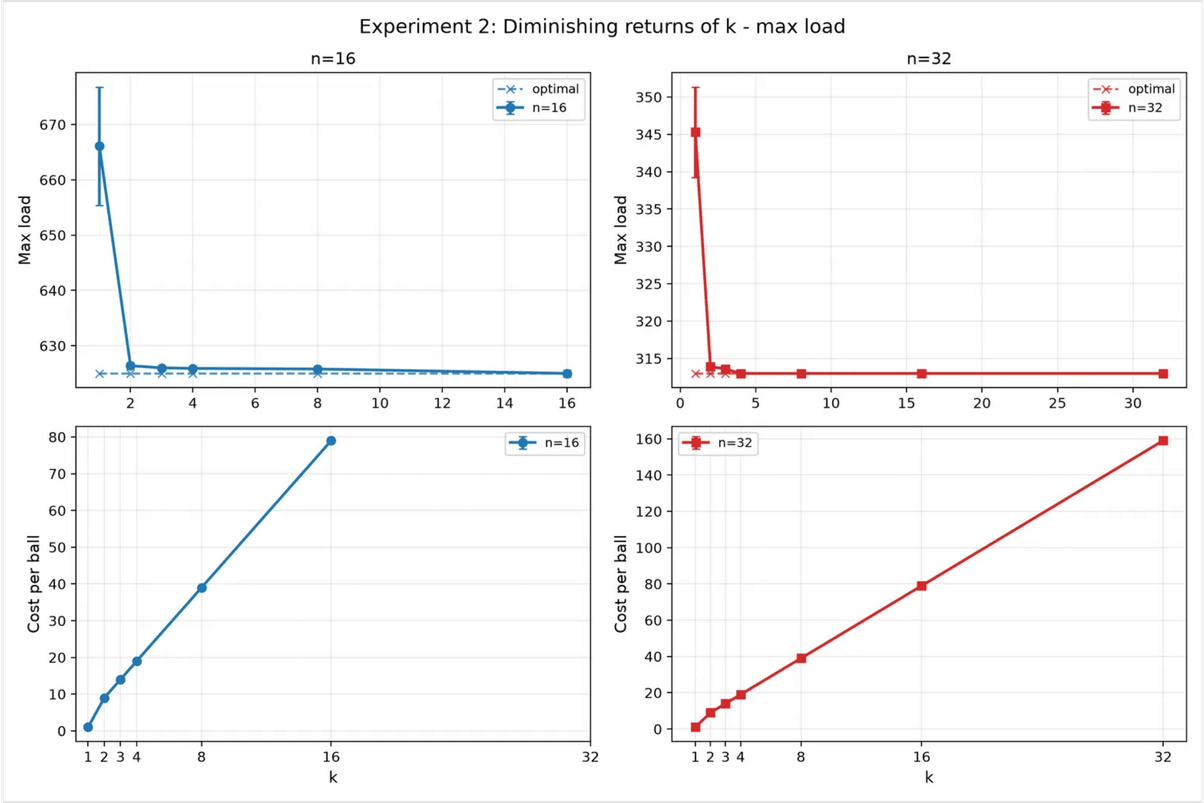 Experiment 2: Diminishing returns of k - max load
n=16
670
660
650
640
630
Max load
optimal
n=16
2 4 6 8 10 12 14 16
n=32
350
345
340
335
330
325
320
315
Max load
optimal
n=32
0 5 10 15 20 25 30
80
70
60
50
40
30
20
10
0
Cost per ball
n=16
1 2 3 4 8 16 32
k
160
140
120
100
80
60
40
20
0
Cost per ball
n=32
1 2 3 4 8 16 32
k